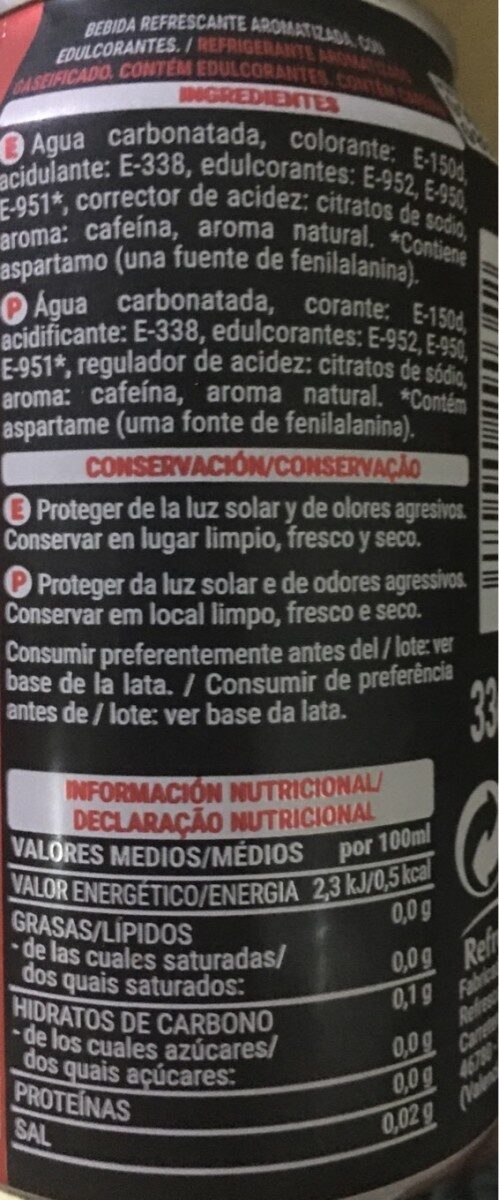 BEBIDA REFRESCANTE AROMATIZADA, CON
EDULCORANTES. / REFRIGERANTE AROMATIZADO
GASEIFICADO. CONTÉM EDULCORANTES. CONTÉM
INGREDIENTES
E Agua carbonatada, colorante: E-150d,
acidulante: E-338, edulcorantes: E-952, E-950,
E-951*, corrector de acidez: citratos de sodio,
aroma: cafeína, aroma natural. *Contiene
aspartamo (una fuente de fenilalanina).
P Água carbonatada, corante: E-150d,
acidificante: E-338, edulcorantes: E-952, E-950,
E-951*, regulador de acidez: citratos de sódio,
aroma: cafeína, aroma natural. *Contém
aspartame (uma fonte de fenilalanina).
CONSERVACIÓN/CONSERVAÇÃO
E Proteger de la luz solar y de olores agresivos.
Conservar en lugar limpio, fresco y seco.
P Proteger da luz solar e de odores agressivos.
Conservar em local limpo, fresco e seco.
Consumir preferentemente antes del / lote: ver
base de la lata. / Consumir de preferência
antes de / lote: ver base da lata.
33
INFORMACIÓN NUTRICIONAL/
DECLARAÇÃO NUTRICIONAL
VALORES MEDIOS/MÉDIOS por 100ml
VALOR ENERGÉTICO/ENERGIA 2,3 kJ/0,5 kcal
GRASAS/LÍPIDOS 0,0 g
- de las cuales saturadas/
dos quais saturados: 0,0 g
HIDRATOS DE CARBONO 0,1 g
- de los cuales azúcares/
dos quais açúcares: 0,0 g
PROTEÍNAS 0,0 g
SAL 0,02 g
46780